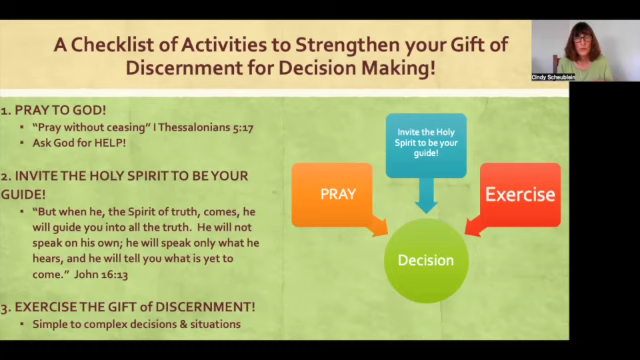 A Checklist of Activities to Strengthen your Gift of
Discernment for Decision Making!
Cindy Scheublein
1. PRAY TO GOD!
• “Pray without ceasing” I Thessalonians 5:17
• Ask God for HELP!
2. INVITE THE HOLY SPIRIT TO BE YOUR
GUIDE!
• “But when he, the Spirit of truth, comes, he
will guide you into all the truth. He will not
speak on his own; he will speak only what he
hears, and he will tell you what is yet to
come.” John 16:13
3. EXERCISE THE GIFT of DISCERNMENT!
• Simple to complex decisions & situations
Invite the Holy
Spirit to be your
guide!
PRAY
Exercise
Decision